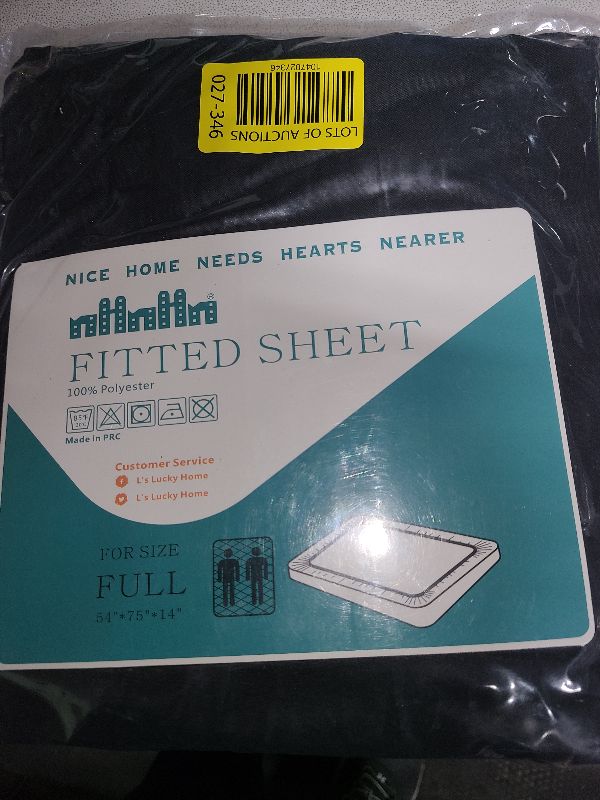 1047027346
LOTS OF AUCTIONS
027-346
NICE HOME NEEDS HEARTS NEARER
®
FITTED SHEET
100% Polyester
Made in PRC
Customer Service
L's Lucky Home
L's Lucky Home
FOR SIZE
FULL
54"*75"*14"